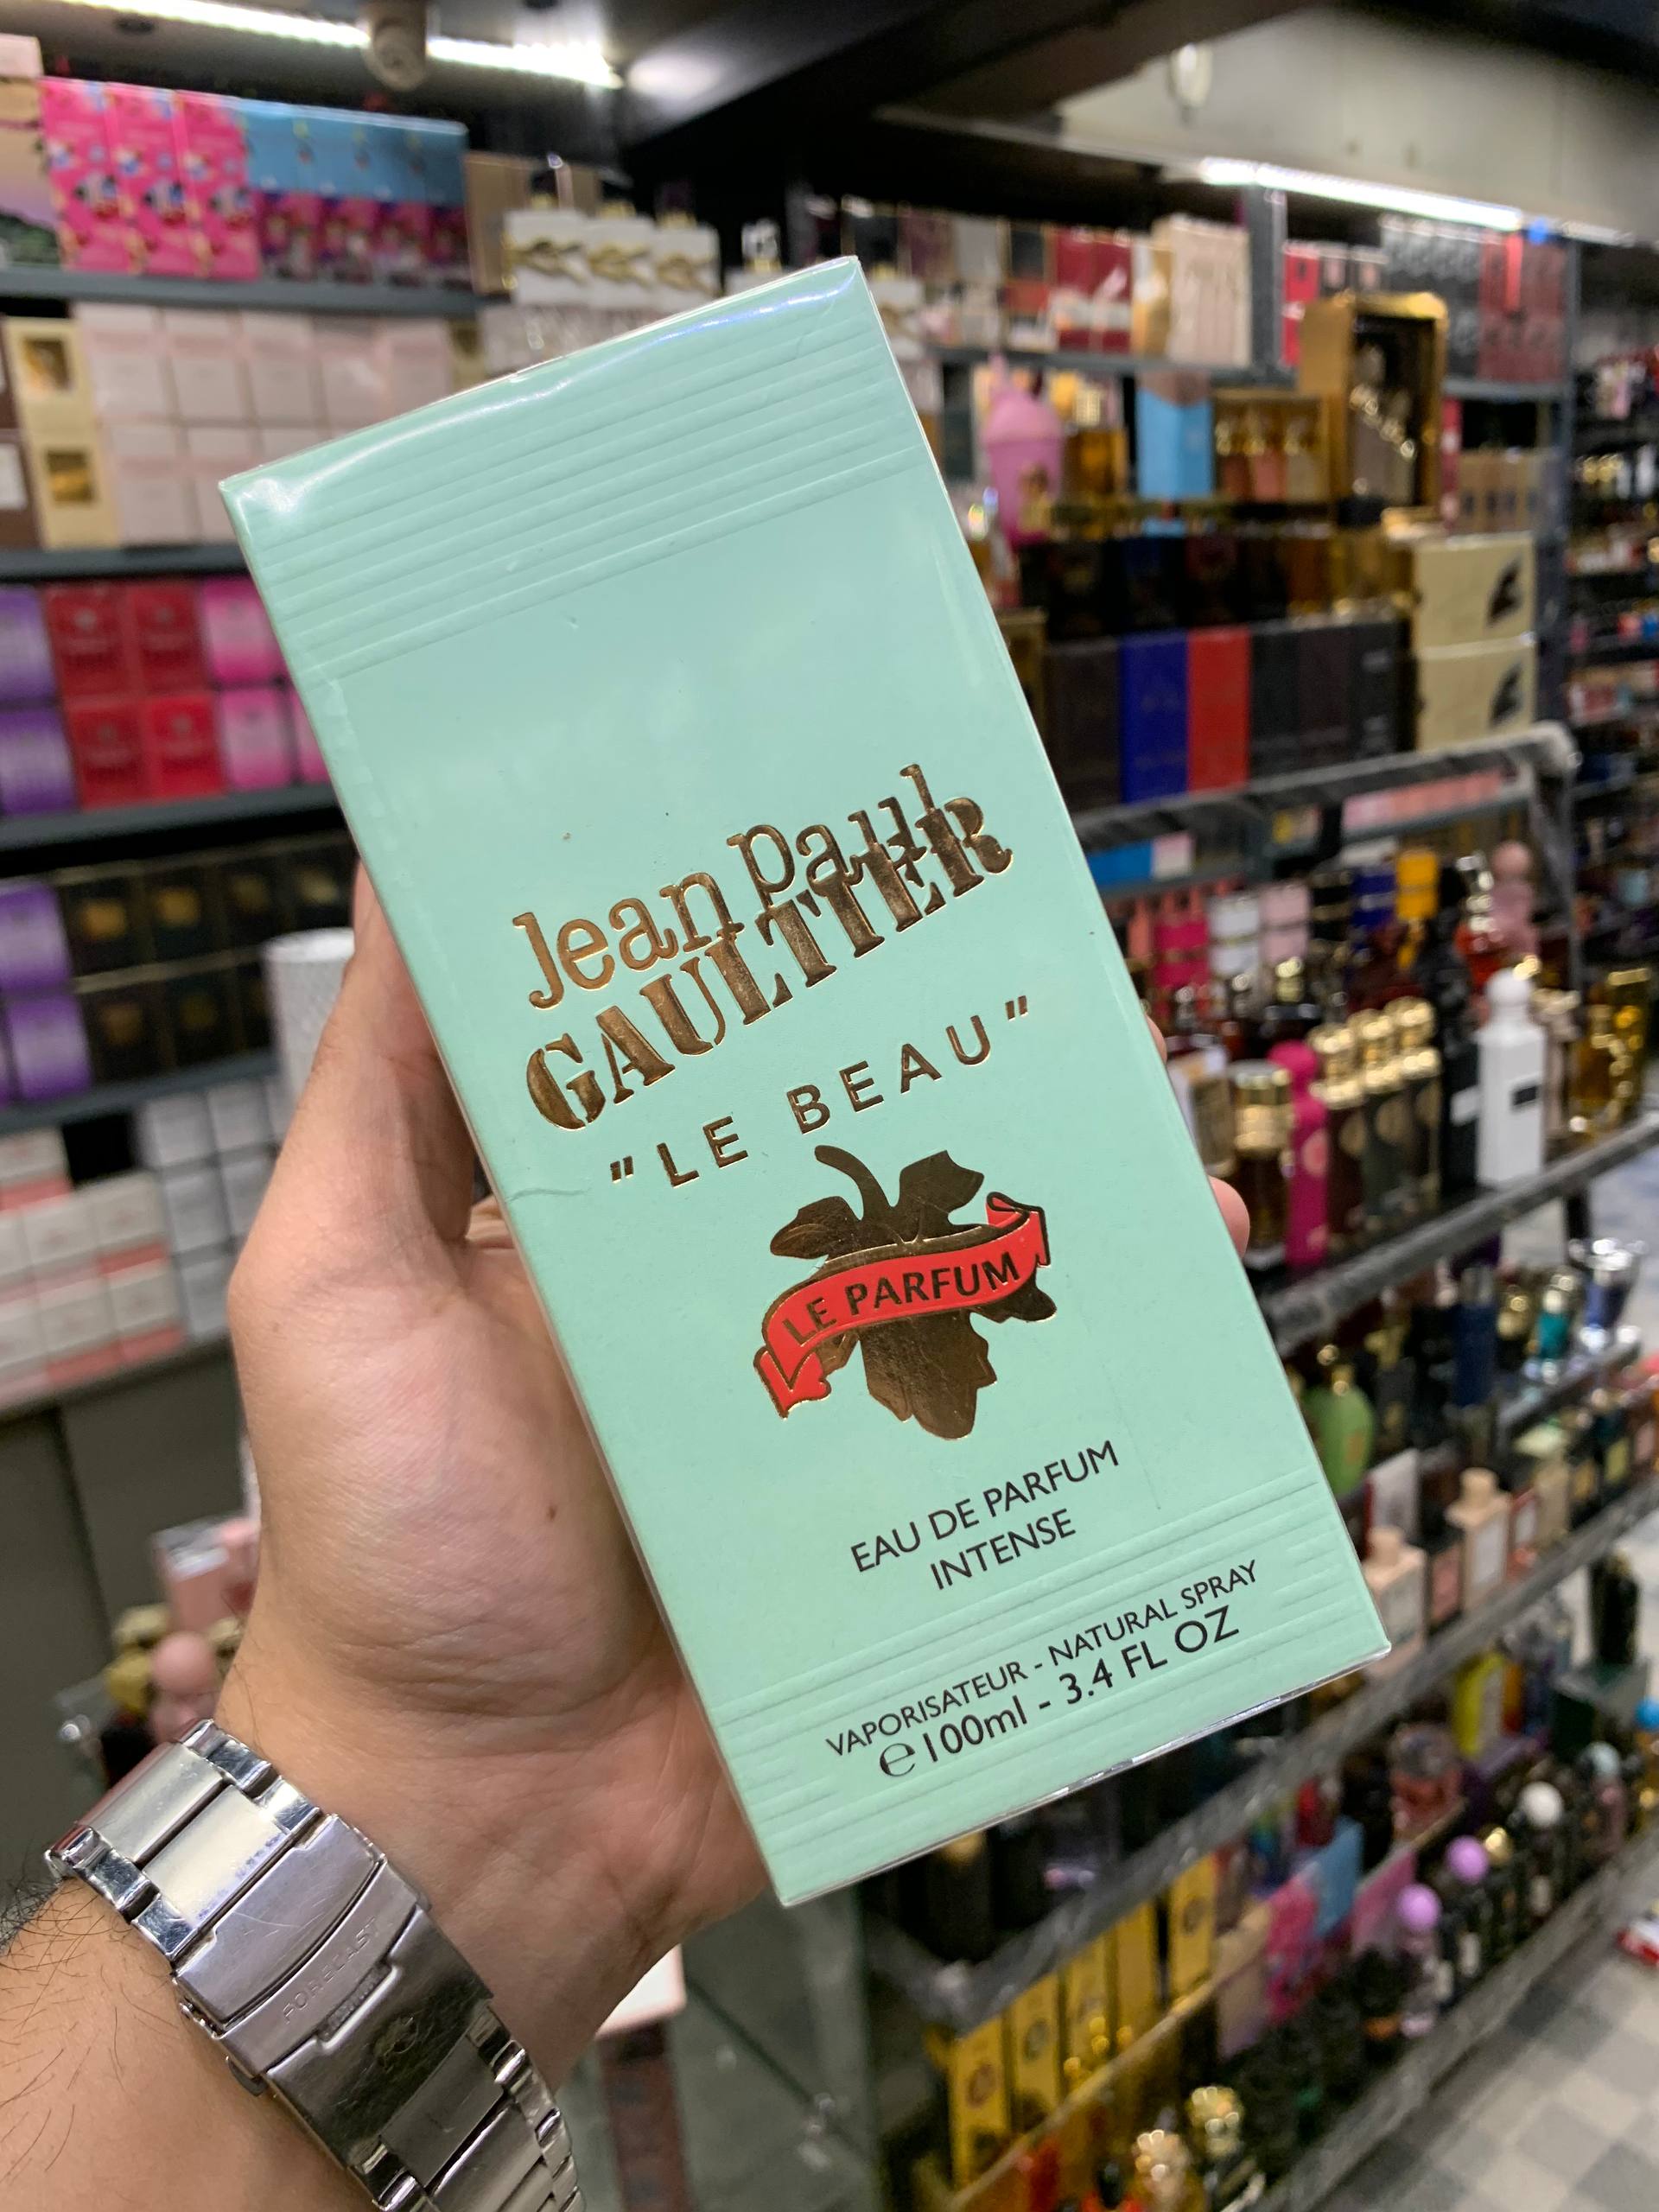 Jean Paul
GAULTIER
"LE BEAU"
LE PARFUM
EAU DE PARFUM
INTENSE
VAPORISATEUR - NATURAL SPRAY
℮100ml - 3.4 FL OZ
FORECAST